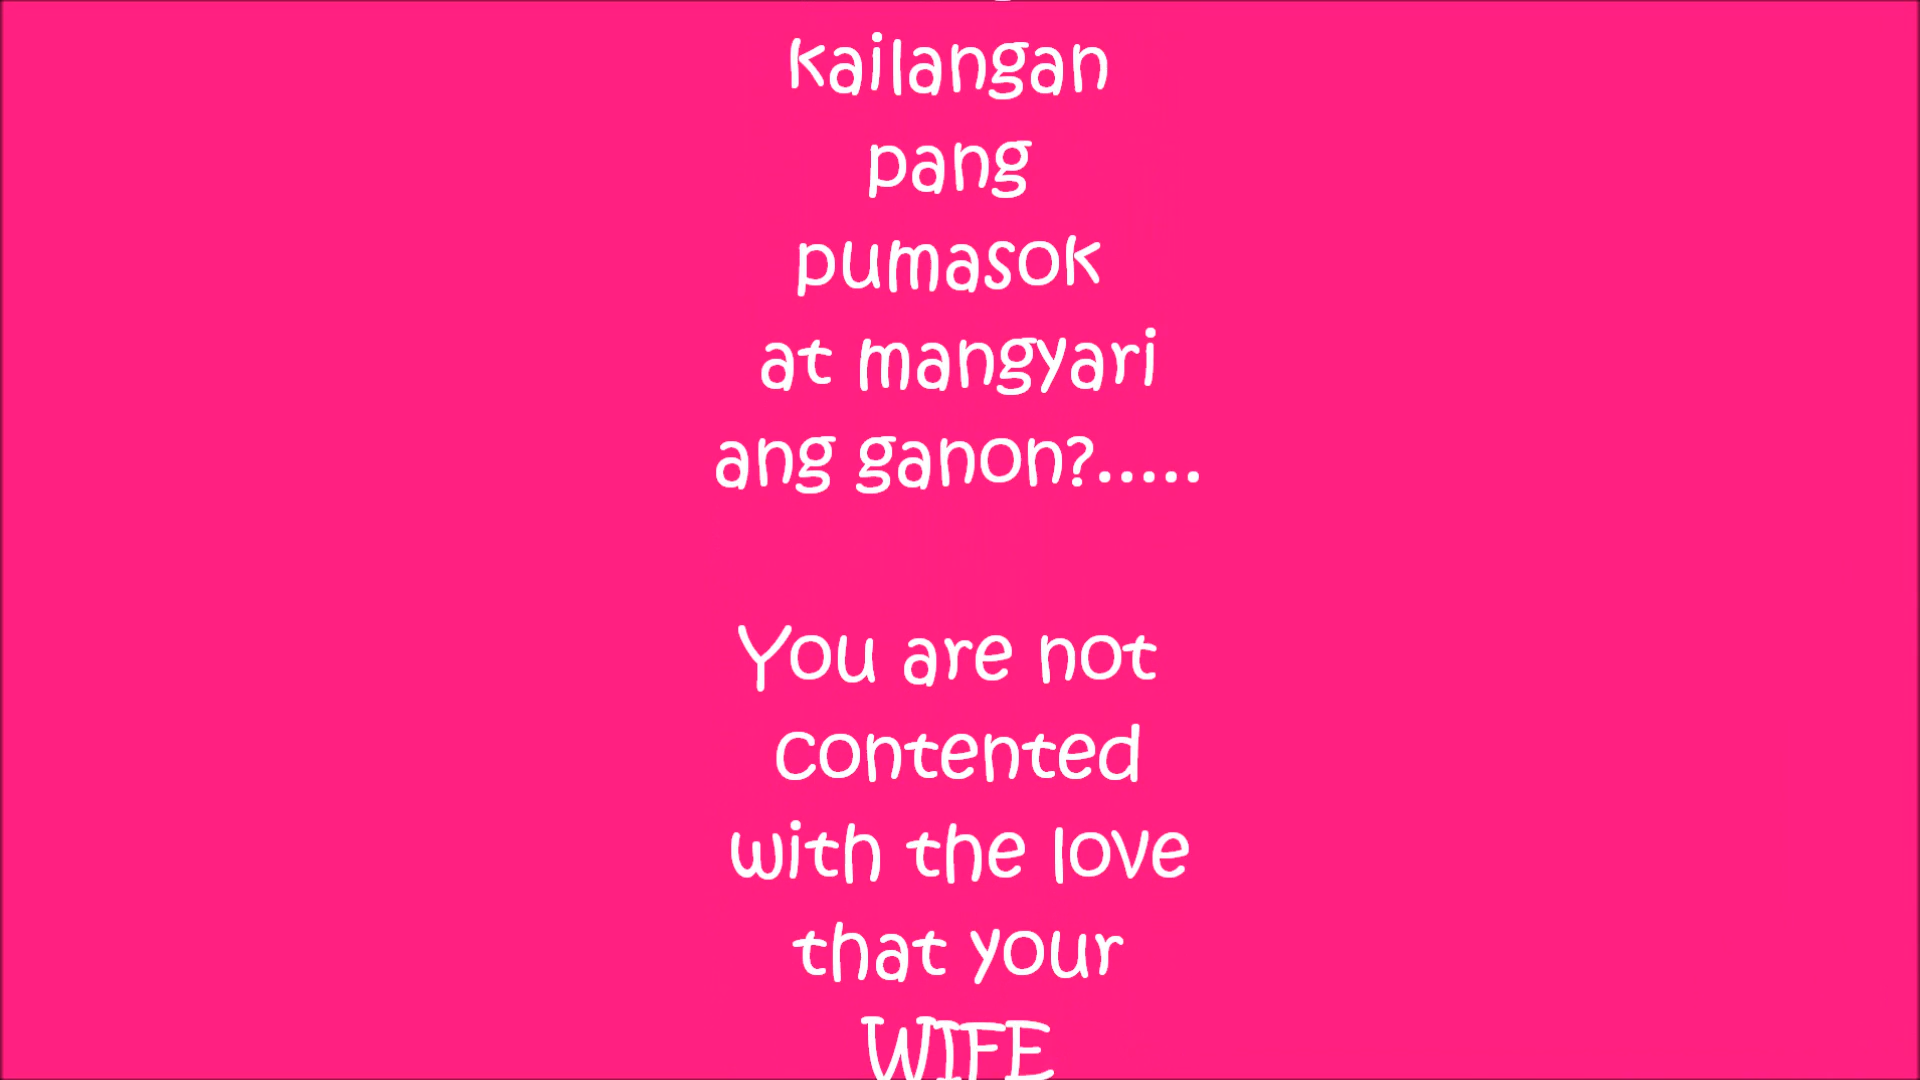 kailangan
pang
pumasok
at mangyari
ang ganon?.....
You are not
contented
with the love
that your
WIFE